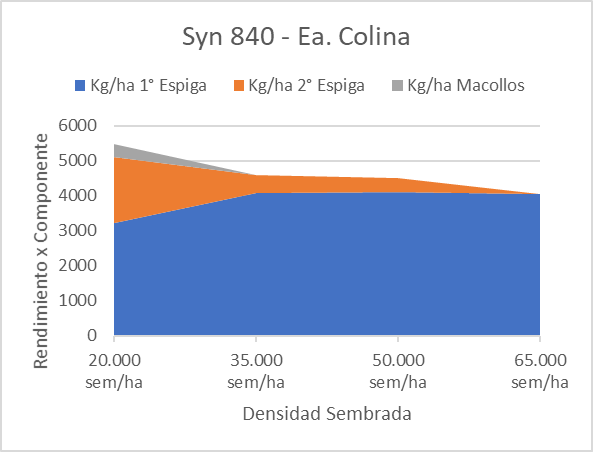 Syn 840 - Ea. Colina
Kg/ha 1° Espiga Kg/ha 2° Espiga Kg/ha Macollos
Rendimiento x Componente
6000
5000
4000
3000
2000
1000
0
20.000 35.000 50.000 65.000
sem/ha sem/ha sem/ha sem/ha
Densidad Sembrada